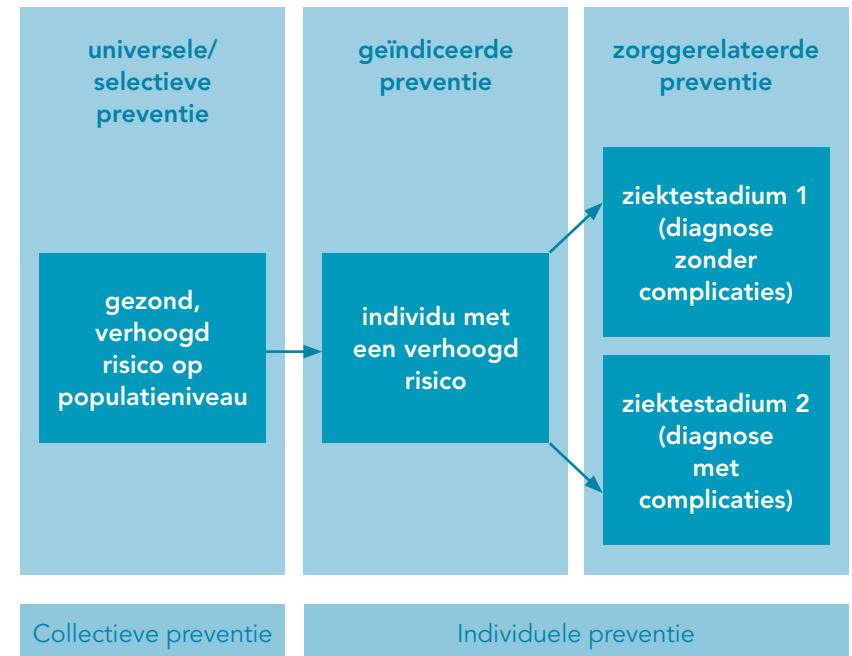 universele/
selectieve
preventie
geïndiceerde
preventie
zorggerelateerde
preventie
gezond,
verhoogd
risico op
populatieniveau
individu met
een verhoogd
risico
ziektestadium 1
(diagnose
zonder
complicaties)
ziektestadium 2
(diagnose
met
complicaties)
Collectieve preventie
Individuele preventie